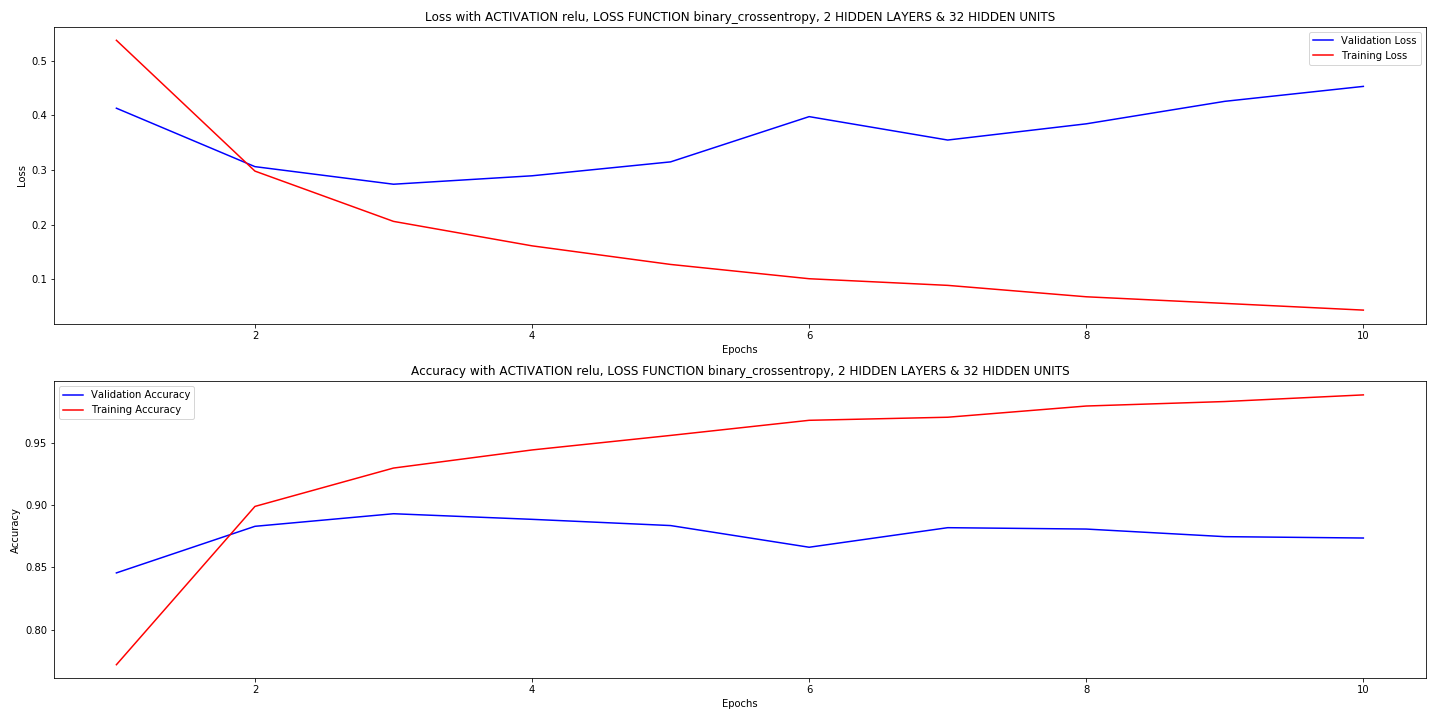 Loss with ACTIVATION relu, LOSS FUNCTION binary_crossentropy, 2 HIDDEN LAYERS & 32 HIDDEN UNITS
Validation Loss
Training Loss
0.5
0.4
0.3
0.2
0.1
Loss
2 4 6 8 10
Epochs
Accuracy with ACTIVATION relu, LOSS FUNCTION binary_crossentropy, 2 HIDDEN LAYERS & 32 HIDDEN UNITS
Validation Accuracy
Training Accuracy
0.95
0.90
0.85
0.80
Accuracy
2 4 6 8 10
Epochs